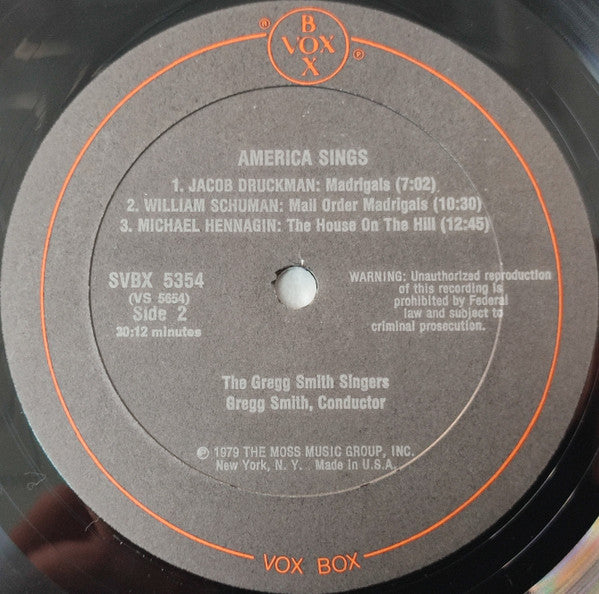 BOX
VOX
®
℗
AMERICA SINGS
1. JACOB DRUCKMAN: Madrigals (7:02)
2. WILLIAM SCHUMAN: Mail Order Madrigals (10:30)
3. MICHAEL HENNAGIN: The House On The Hill (12:45)
SVBX 5354
(VS 5654)
Side 2
30:12 minutes
WARNING: Unauthorized reproduction
of this recording is
prohibited by Federal
law and subject to
criminal prosecution.
The Gregg Smith Singers
Gregg Smith, Conductor
℗ 1979 THE MOSS MUSIC GROUP, INC.
New York, N. Y. Made in U.S.A.
VOX BOX